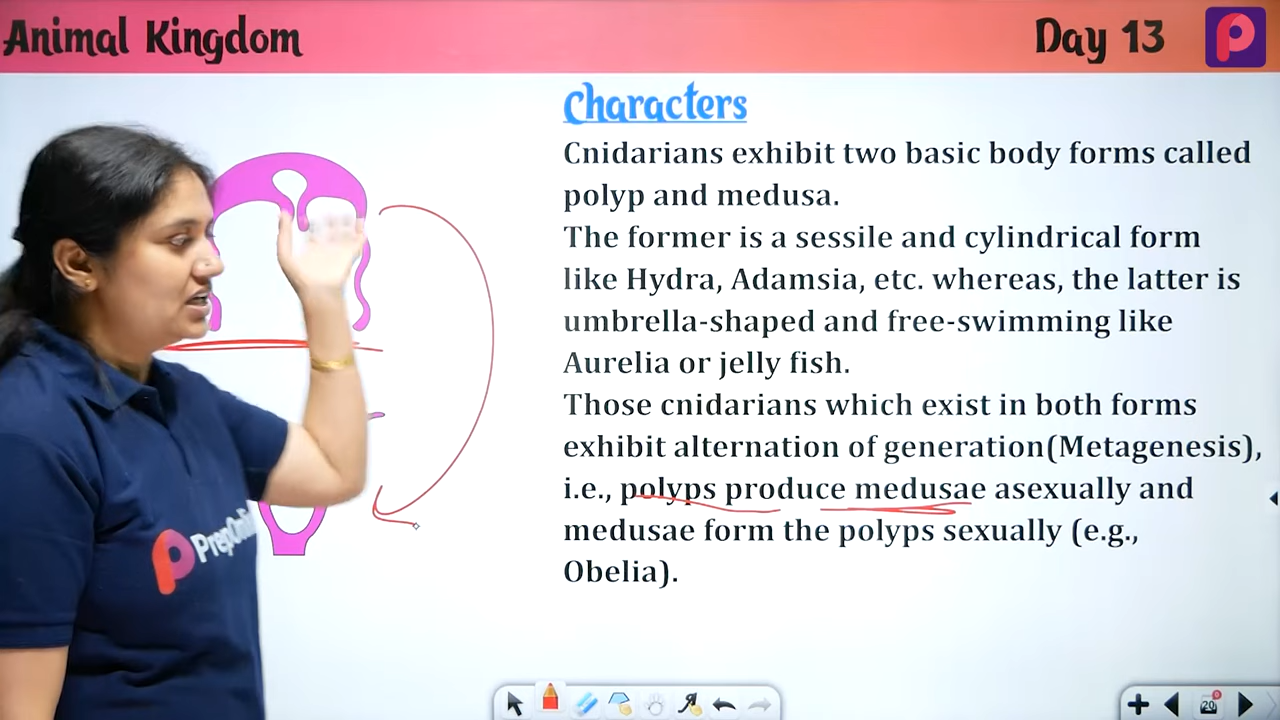 Animal Kingdom
Day 13
Characters
Cnidarians exhibit two basic body forms called
polyp and medusa.
The former is a sessile and cylindrical form
like Hydra, Adamsia, etc. whereas, the latter is
umbrella-shaped and free-swimming like
Aurelia or jelly fish.
Those cnidarians which exist in both forms
exhibit alternation of generation(Metagenesis),
i.e., polyps produce medusae asexually and
medusae form the polyps sexually (e.g.,
Obelia).
20